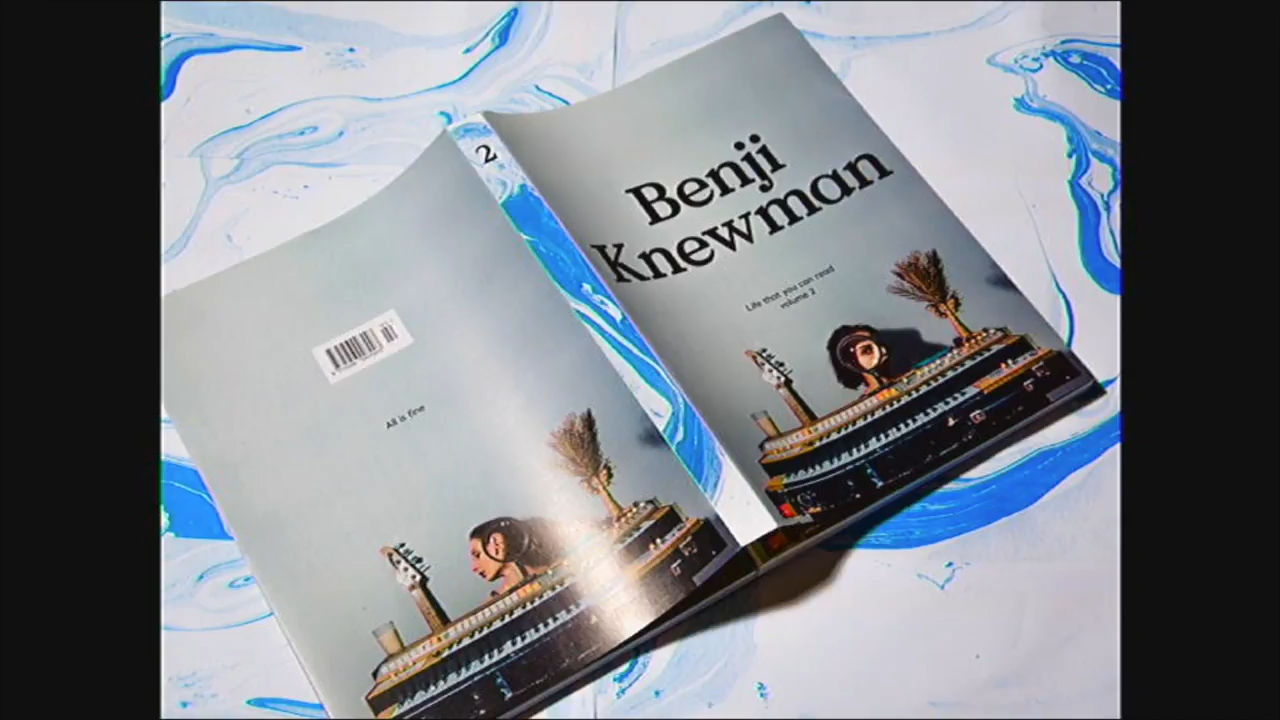 2
Benji
Knewman
Life that you can read
volume 2
All is fine